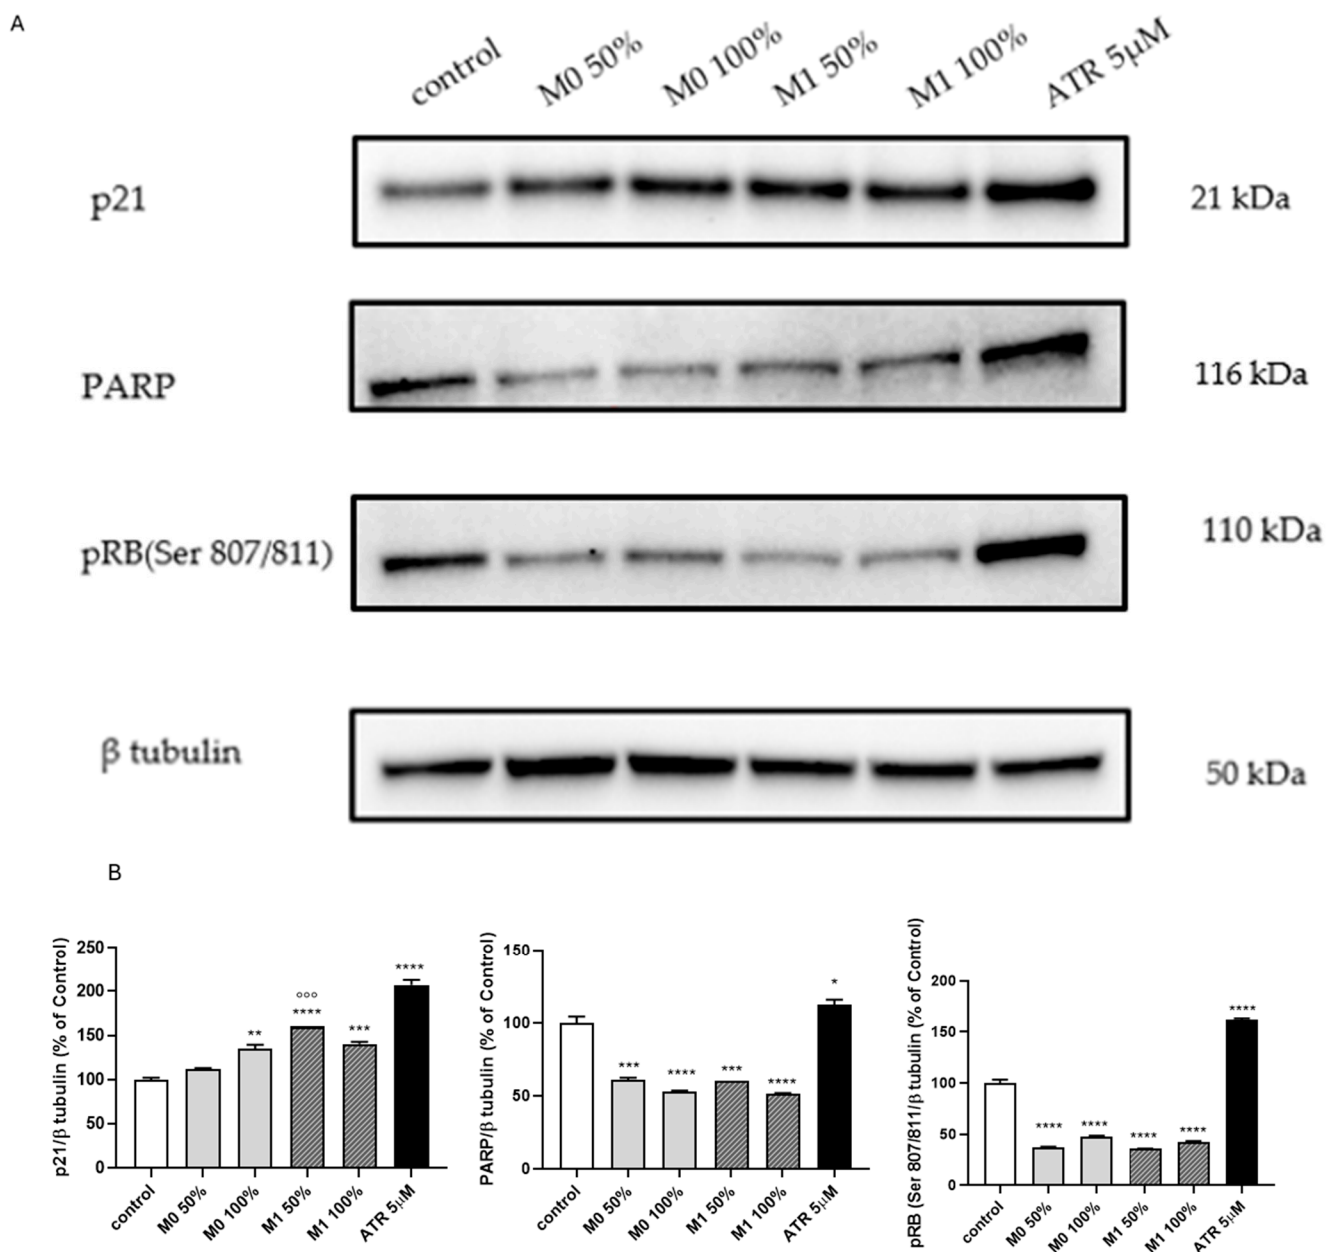 A
control M0 50% M0 100% M1 50% M1 100% ATR 5μM
p21 21 kDa
PARP 116 kDa
pRB(Ser 807/811) 110 kDa
β tubulin 50 kDa
B
p21/β tubulin (% of Control)
250
200
150
100
50
0
** °°° **** *** ****
control M0 50% M0 100% M1 50% M1 100% ATR 5μM
PARP/β tubulin (% of Control)
150
100
50
0
*** **** *** **** *
control M0 50% M0 100% M1 50% M1 100% ATR 5μM
pRB (Ser 807/811/β tubulin (% of Control)
200
150
100
50
0
**** **** **** **** ****
control M0 50% M0 100% M1 50% M1 100% ATR 5μM